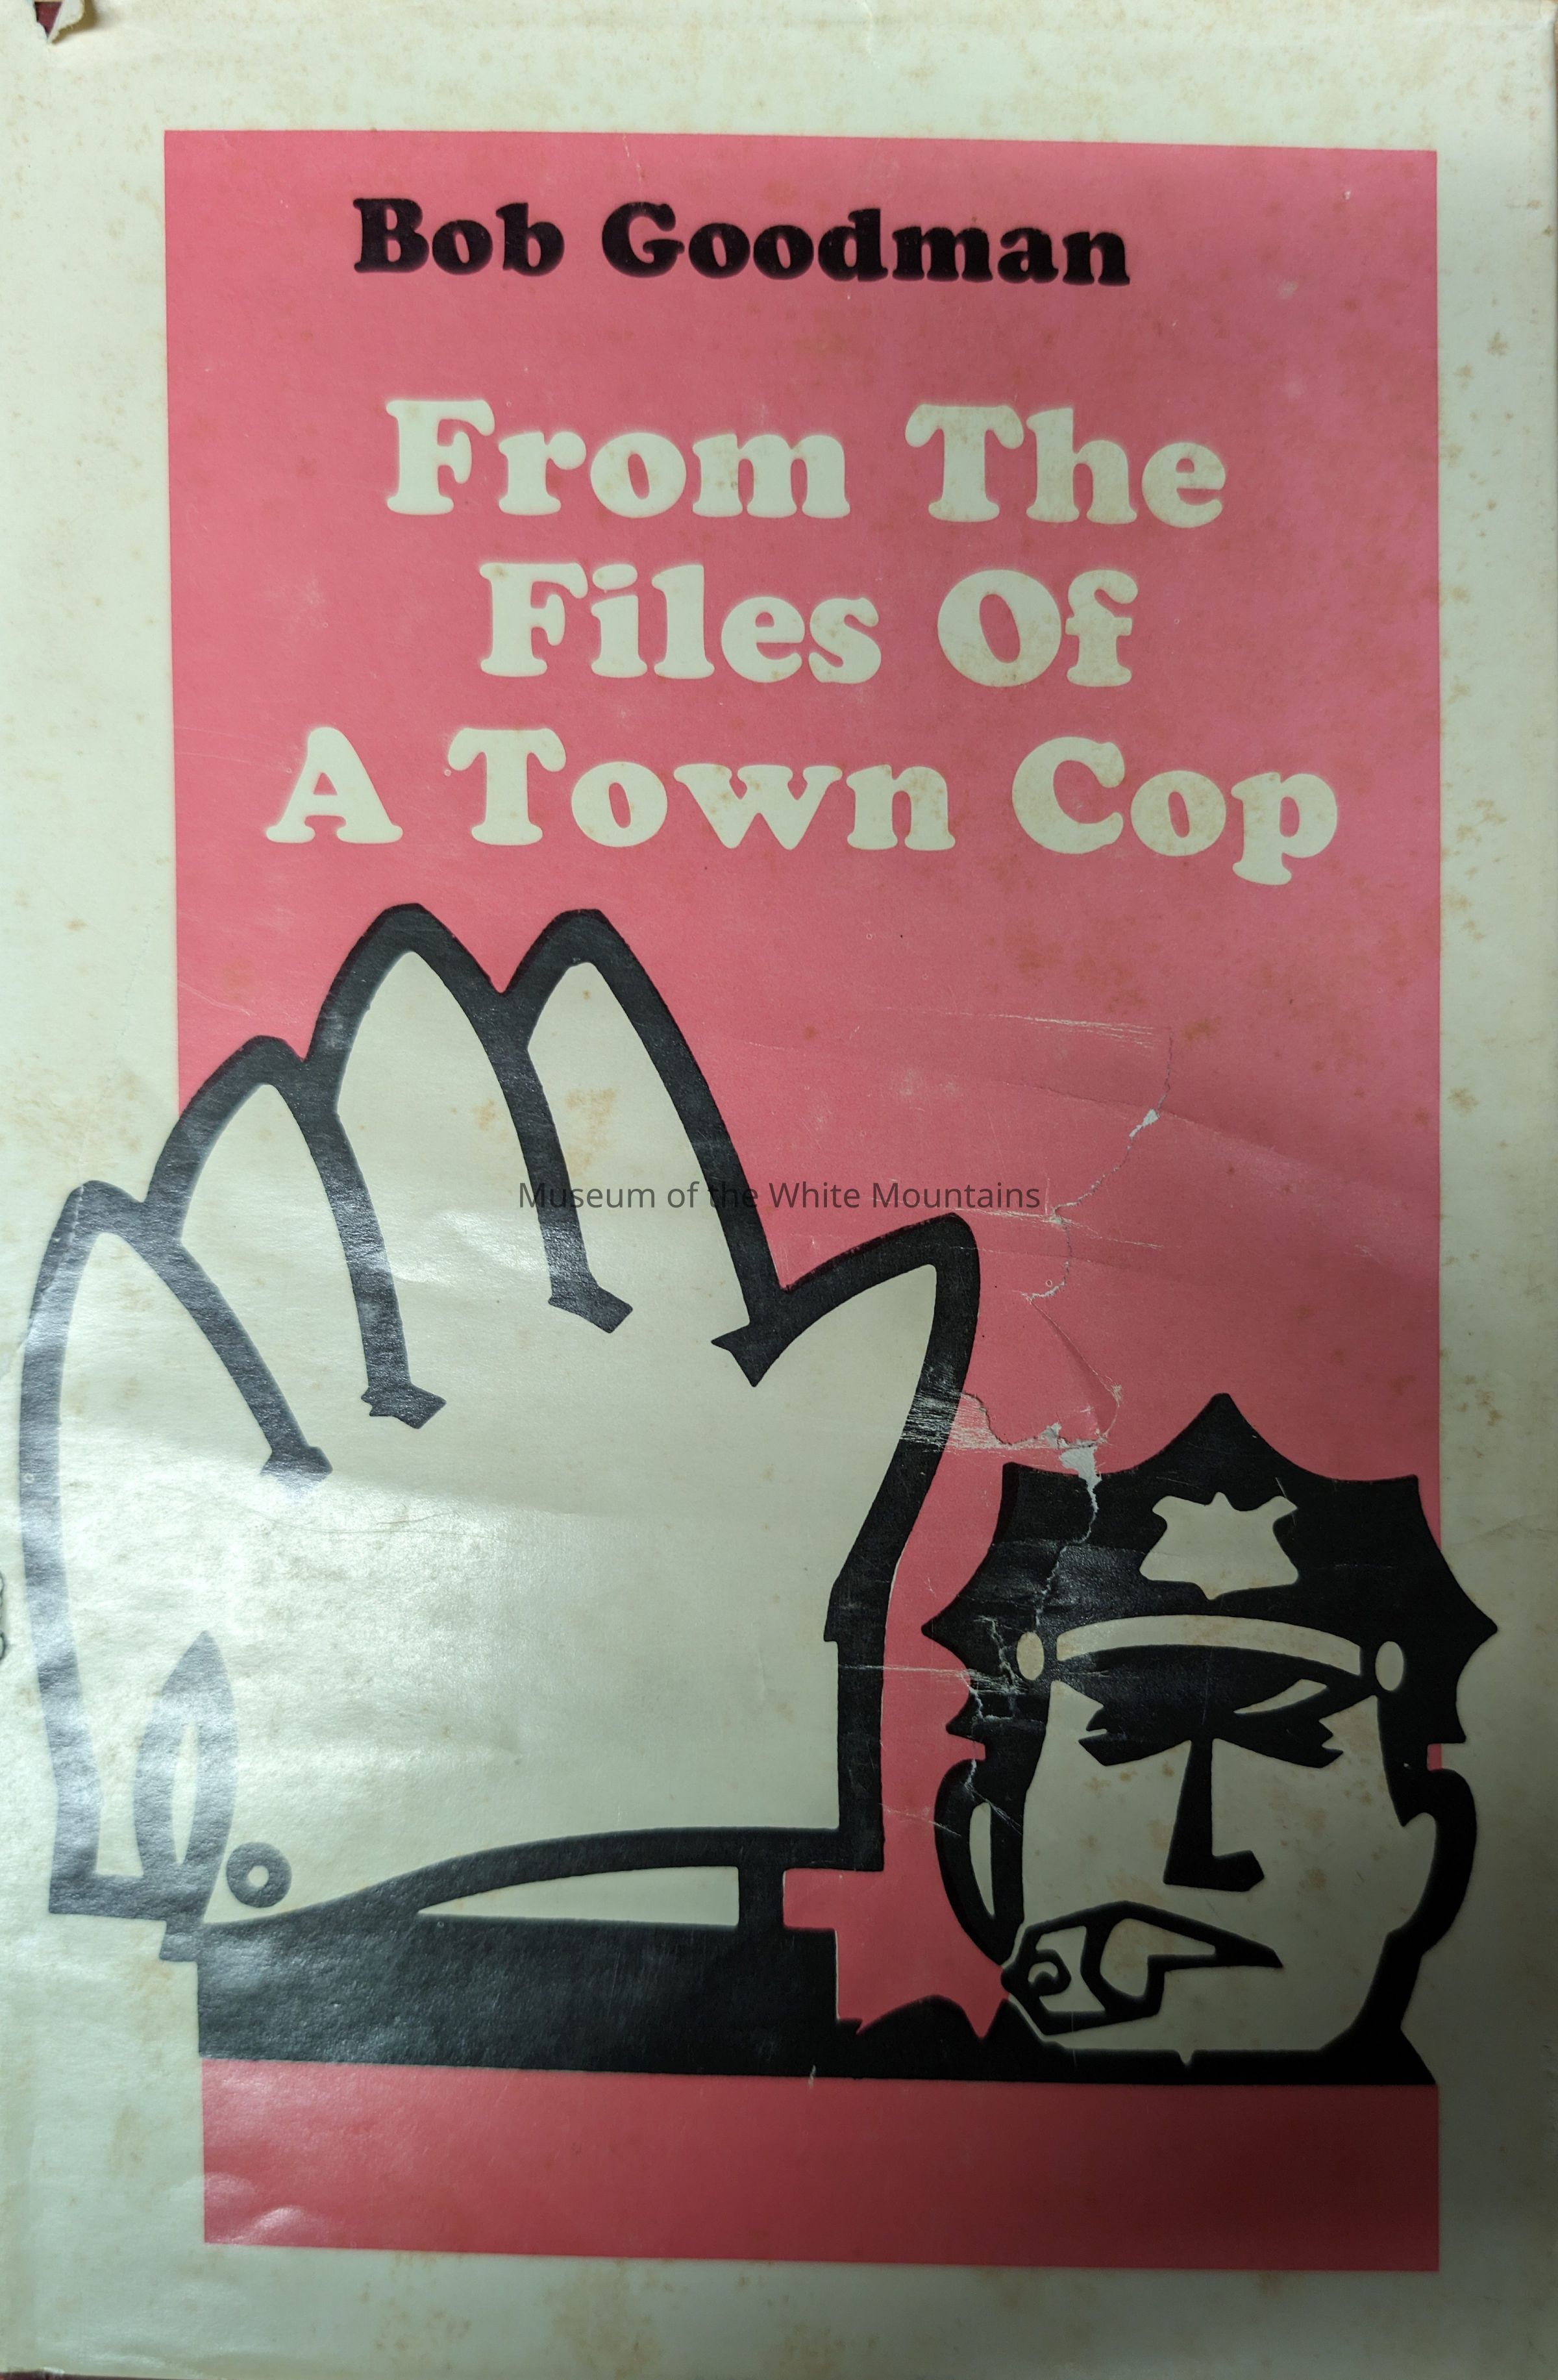 Bob Goodman
From The
Files Of
A Town Cop
Museum of the White Mountains